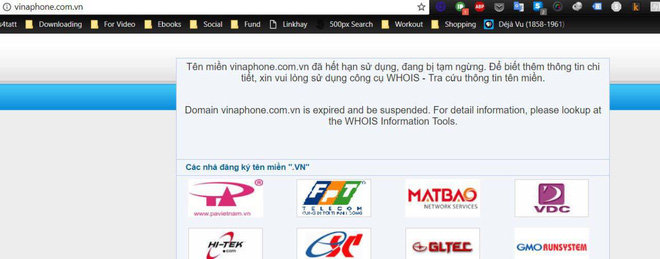 vinaphone.com.vn
s4tatt Downloading For Video Ebooks Social Fund Linkhay 500px Search Workout Shopping Déjà Vu (1858-1961)
Tên miền vinaphone.com.vn đã hết hạn sử dụng, đang bị tạm ngừng. Để biết thêm thông tin chi
tiết, xin vui lòng sử dụng công cụ WHOIS - Tra cứu thông tin tên miền.
Domain vinaphone.com.vn is expired and be suspended. For detail information, please lookup at
the WHOIS Information Tools.
Các nhà đăng ký tên miền ".VN"
PA
www.pavietnam.vn
FPT
TELECOM
MATBAO
NETWORK SERVICES
VDC
HI-TEK
.com
GLTEC
GMO RUNSYSTEM